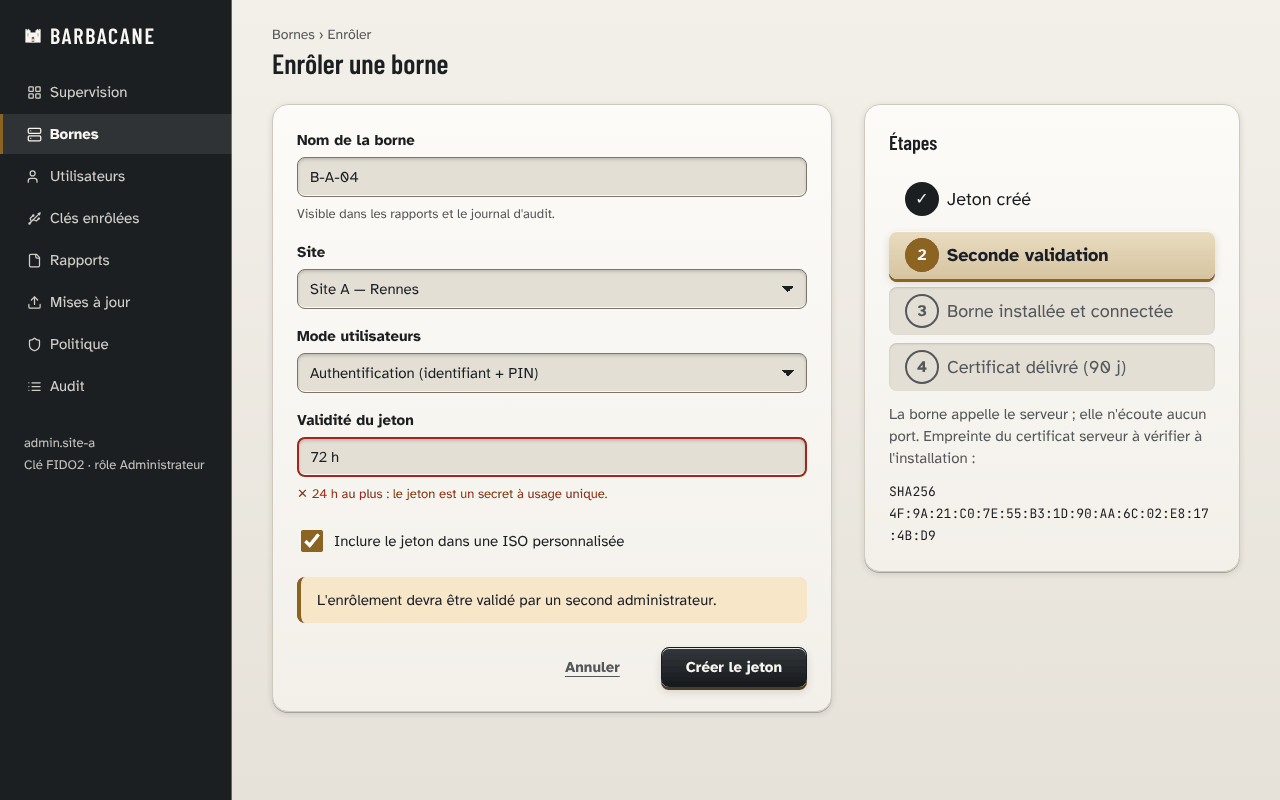 BARBACANE
Supervision
Bornes
Utilisateurs
Clés enrôlées
Rapports
Mises à jour
Politique
Audit
admin.site-a
Clé FIDO2 · rôle Administrateur
Bornes › Enrôler
Enrôler une borne
Nom de la borne
B-A-04
Visible dans les rapports et le journal d'audit.
Site
Site A — Rennes
Mode utilisateurs
Authentification (identifiant + PIN)
Validité du jeton
72 h
✕ 24 h au plus : le jeton est un secret à usage unique.
Inclure le jeton dans une ISO personnalisée
L'enrôlement devra être validé par un second administrateur.
Annuler
Créer le jeton
Étapes
✓ Jeton créé
2 Seconde validation
3 Borne installée et connectée
4 Certificat délivré (90 j)
La borne appelle le serveur ; elle n'écoute aucun
port. Empreinte du certificat serveur à vérifier à
l'installation :
SHA256
4F:9A:21:C0:7E:55:B3:1D:90:AA:6C:02:E8:17
:4B:D9